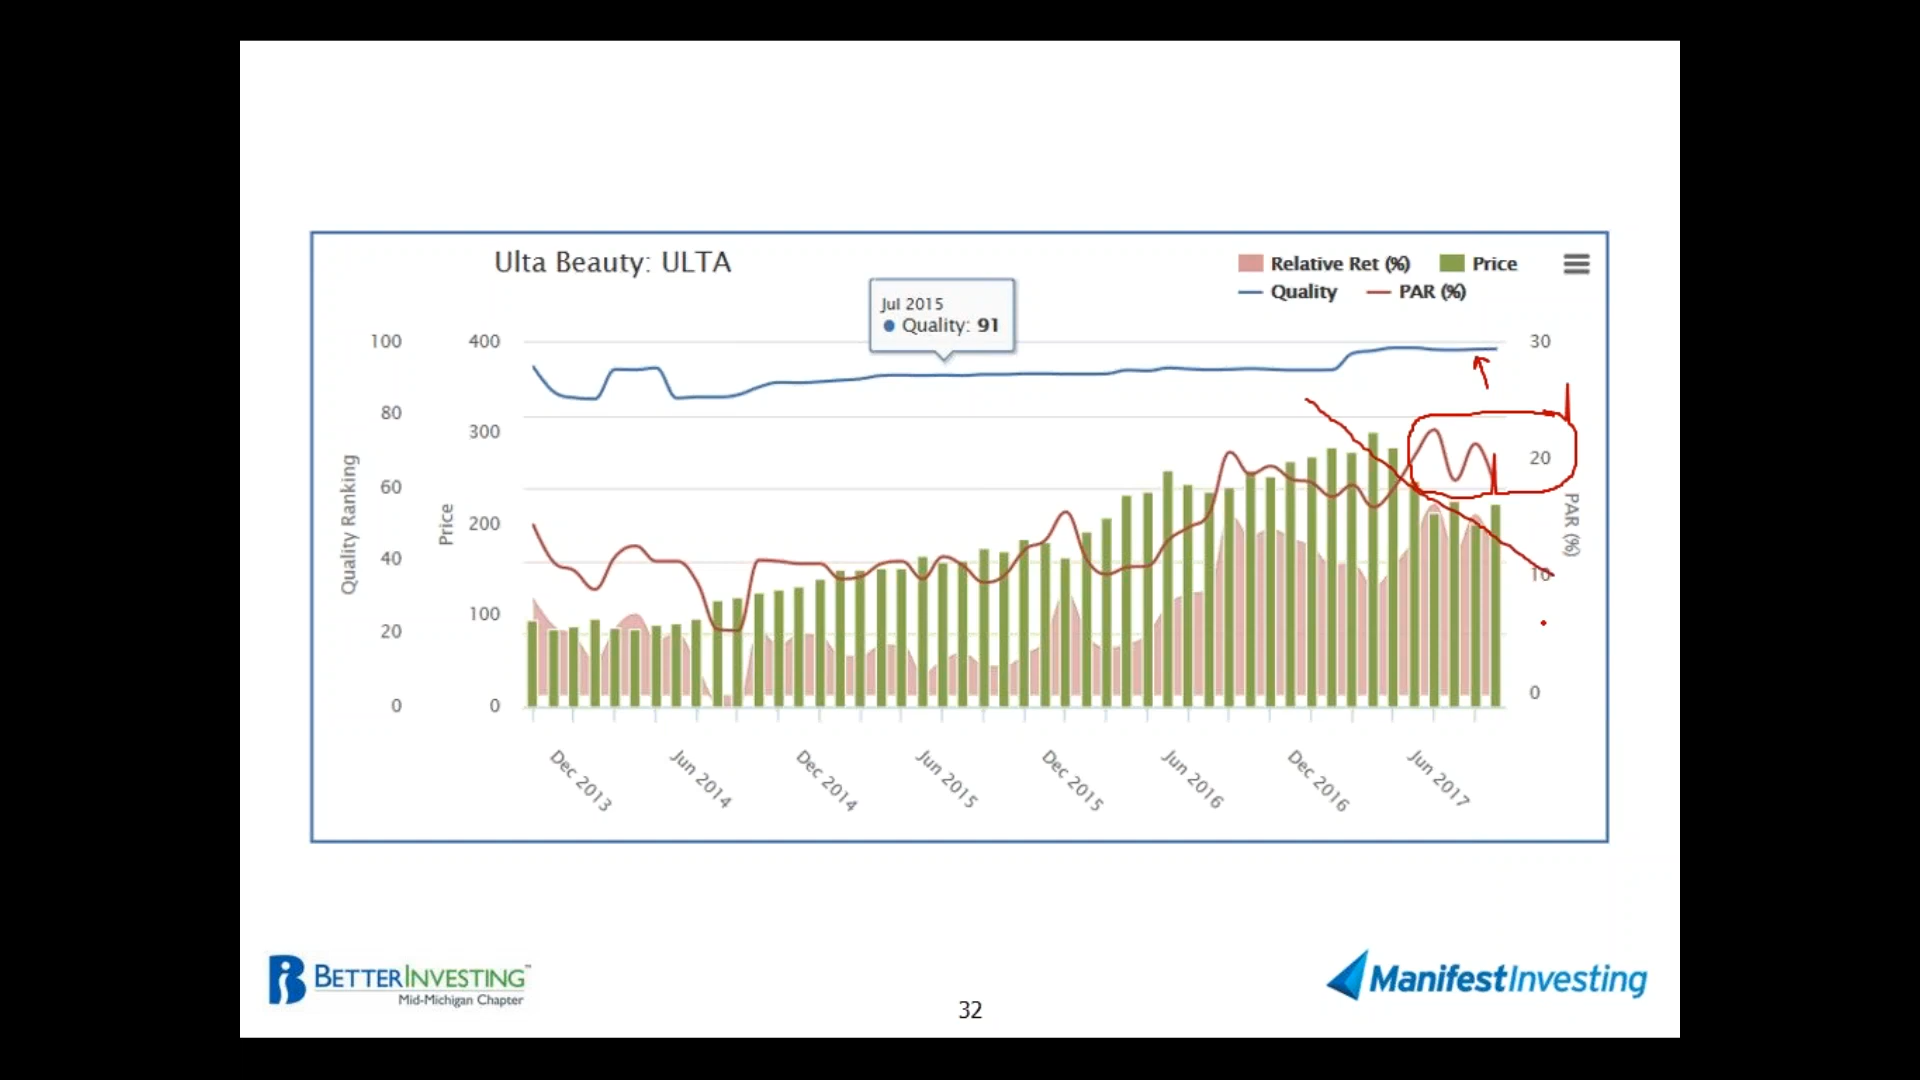 Ulta Beauty: ULTA
Relative Ret (%) Price
Quality PAR (%)
Jul 2015
Quality: 91
100 400 30
80
300
20
60
200
40
10
100
20
0 0 0
Quality Ranking
Price
PAR (%)
Dec 2013 Jun 2014 Dec 2014 Jun 2015 Dec 2015 Jun 2016 Dec 2016 Jun 2017
BETTERINVESTING™
Mid-Michigan Chapter
ManifestInvesting
32